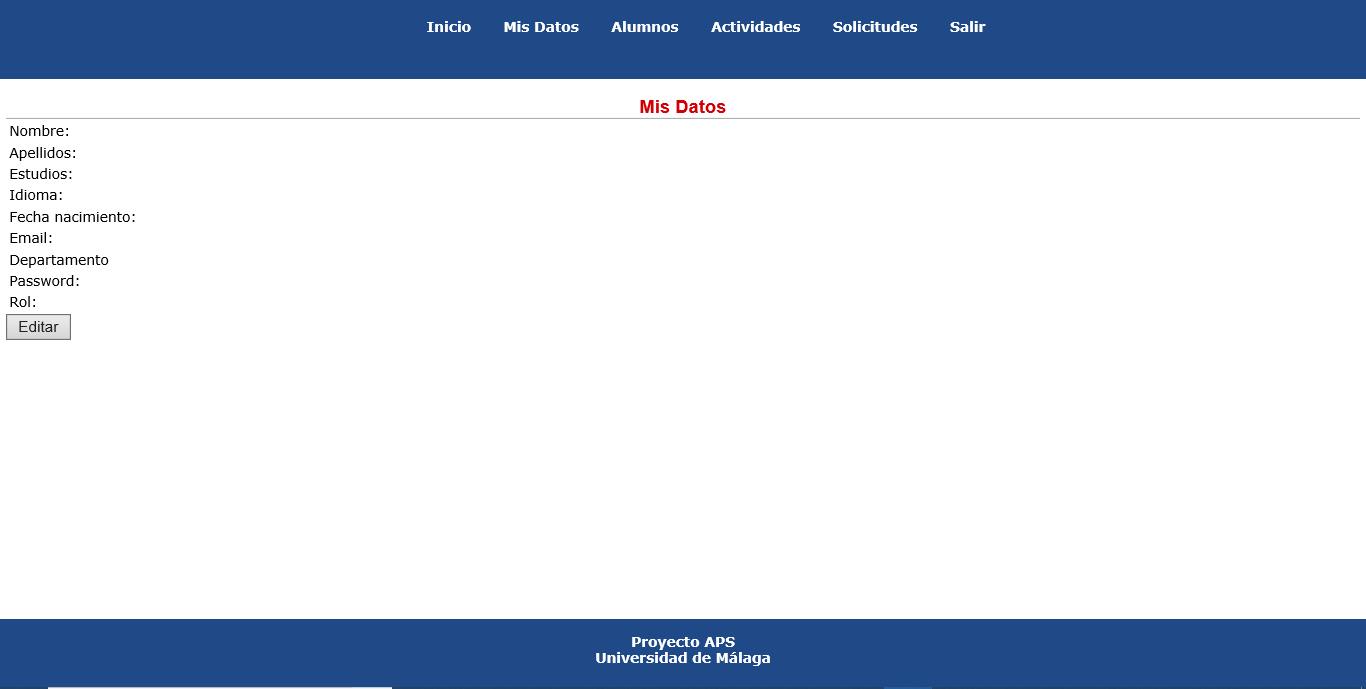 Inicio Mis Datos Alumnos Actividades Solicitudes Salir
Mis Datos
Nombre:
Apellidos:
Estudios:
Idioma:
Fecha nacimiento:
Email:
Departamento
Password:
Rol:
Editar
Proyecto APS
Universidad de Málaga